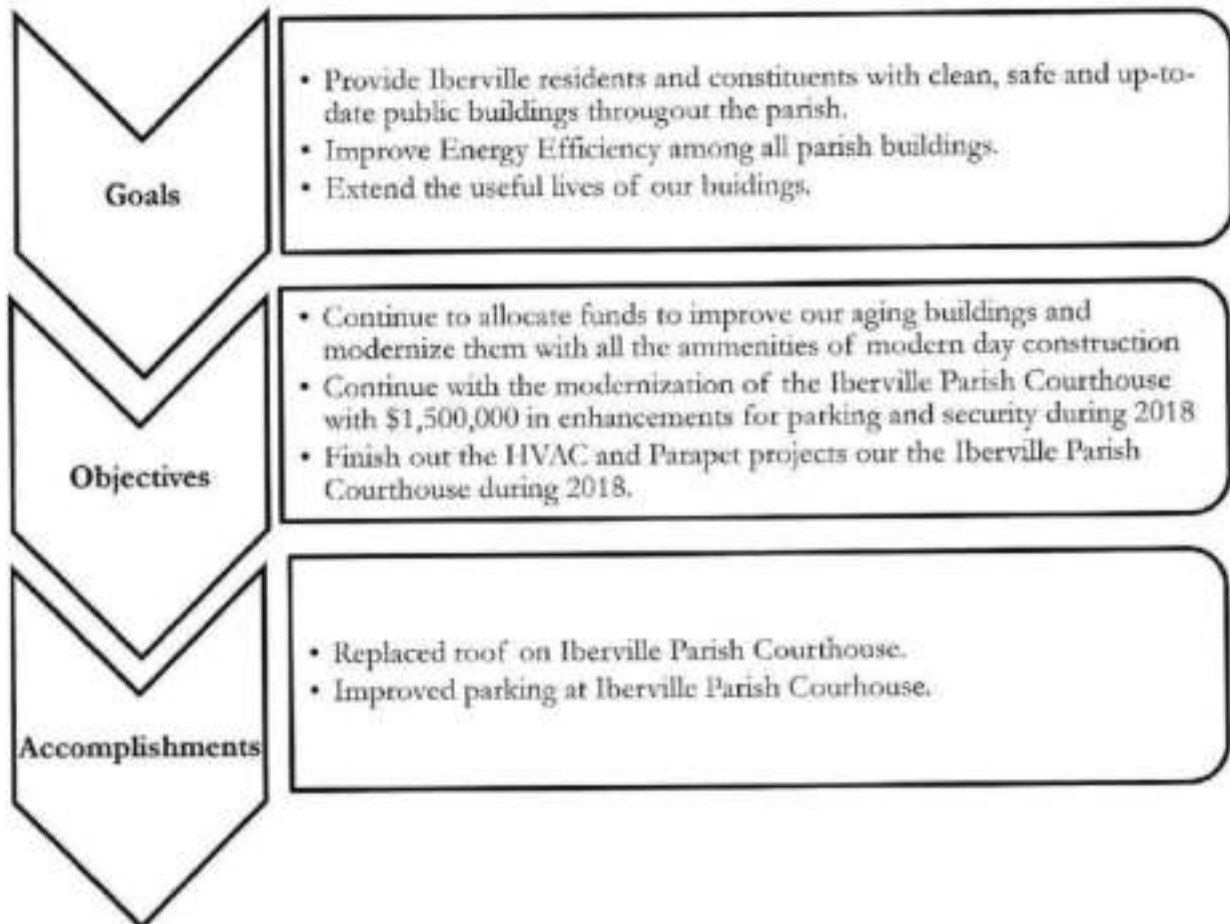 Goals
• Provide Iberville residents and constituents with clean, safe and up-to-
date public buildings througout the parish.
• Improve Energy Efficiency among all parish buildings.
• Extend the useful lives of our buidings.
Objectives
• Continue to allocate funds to improve our aging buildings and
modernize them with all the ammenities of modern day construction
• Continue with the modernization of the Iberville Parish Courthouse
with $1,500,000 in enhancements for parking and security during 2018
• Finish out the HVAC and Parapet projects our the Iberville Parish
Courthouse during 2018.
Accomplishments
• Replaced roof on Iberville Parish Courthouse.
• Improved parking at Iberville Parish Courhouse.